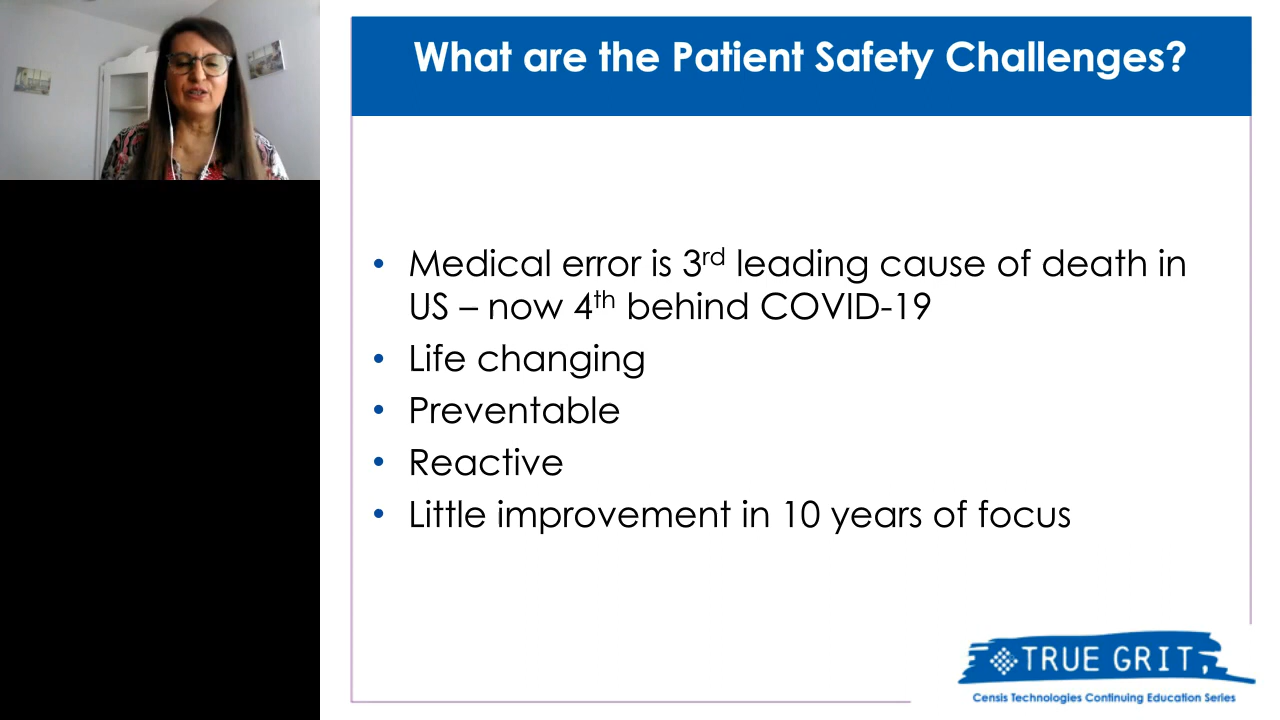 What are the Patient Safety Challenges?
• Medical error is 3rd leading cause of death in
US – now 4th behind COVID-19
• Life changing
• Preventable
• Reactive
• Little improvement in 10 years of focus
TRUE GRIT
Censis Technologies Continuing Education Series